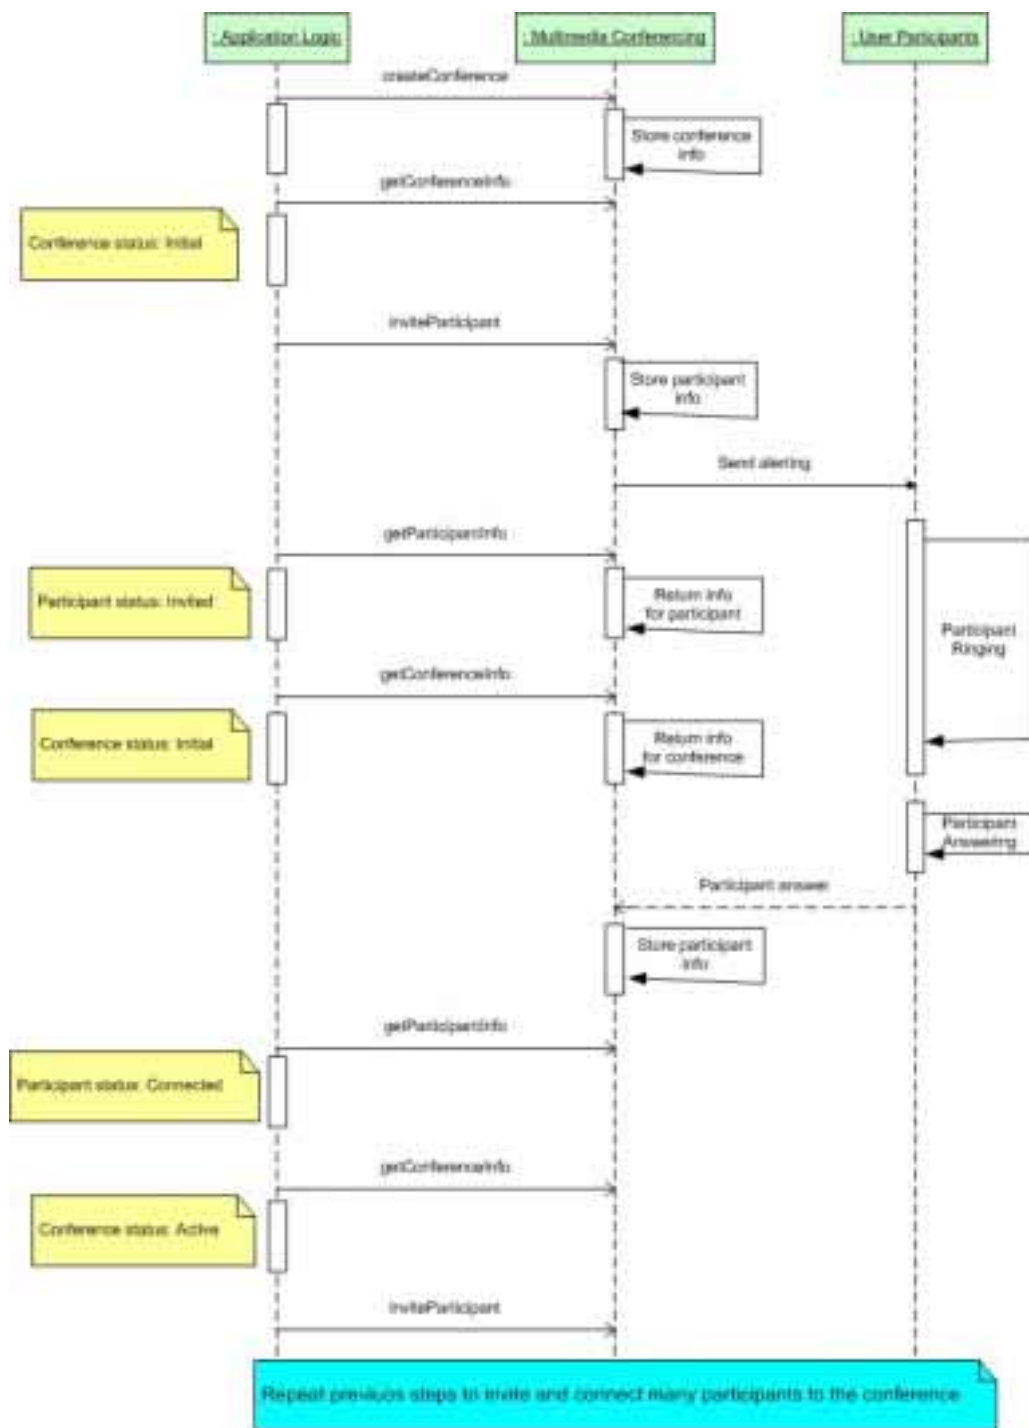 : Application Logic
: Multimedia Conferencing
: User Participants
createConference
Store conference
info
getConferenceInfo
Conference status: Initial
inviteParticipant
Store participant
info
Send alerting
getParticipantInfo
Participant status: Invited
Return info
for participant
Participant
Ringing
getConferenceInfo
Conference status: Initial
Return info
for conference
Participant
Answering
Participant answer
Store participant
info
getParticipantInfo
Participant status: Connected
getConferenceInfo
Conference status: Active
inviteParticipant
Repeat previuos steps to invite and connect many participants to the conference